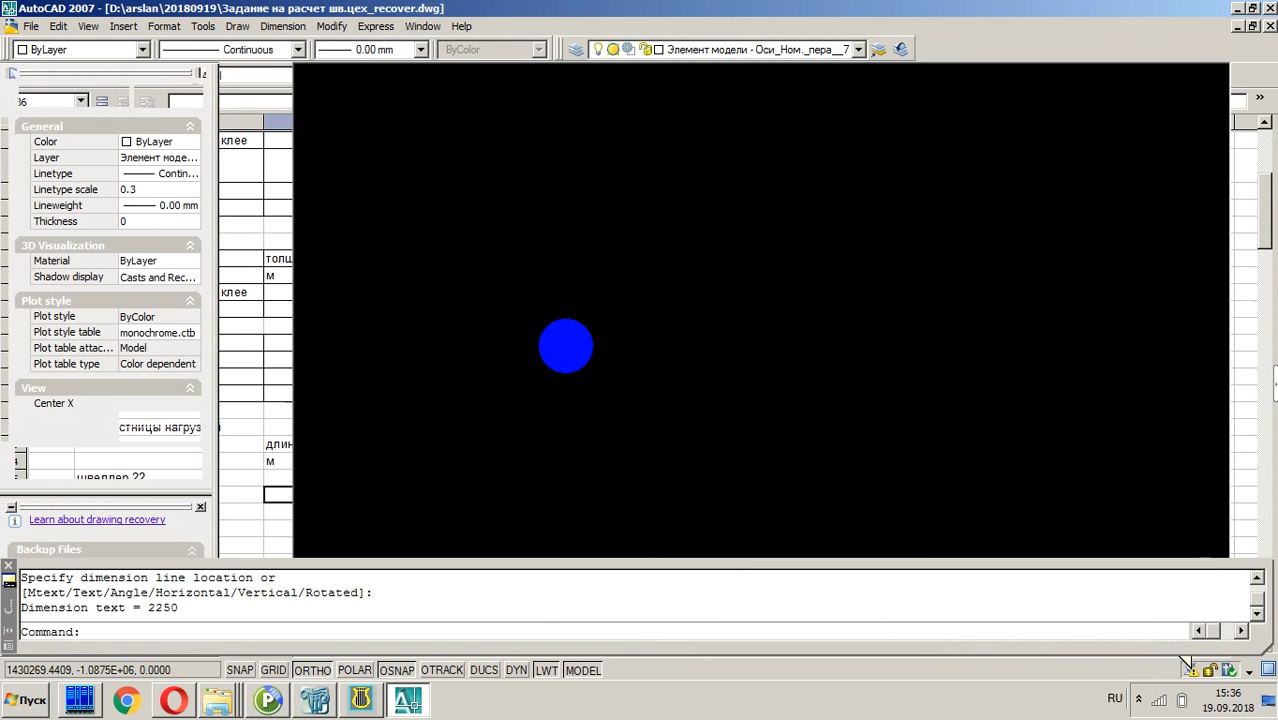 AutoCAD 2007 - [D:\arslan\20180919\Задание на расчет шв.цех_recover.dwg]
File Edit View Insert Format Tools Draw Dimension Modify Express Window Help
ByLayer Continuous 0.00 mm ByColor Элемент модели - Оси_Ном._пера__7
36
General
Color ByLayer
клее
Layer Элемент моде...
Linetype Contin...
Linetype scale 0.3
Lineweight 0.00 mm
Thickness 0
3D Visualization
Material ByLayer
толщ
Shadow display Casts and Rec...
м
клее
Plot style
Plot style ByColor
Plot style table monochrome.ctb
Plot table attac... Model
Plot table type Color dependent
View
Center X
стницы нагрузки
длин
м
швеллер 22
Learn about drawing recovery
Backup Files
Specify dimension line location or
[Mtext/Text/Angle/Horizontal/Vertical/Rotated]:
Dimension text = 2250
Command:
1430269.4409, -1.0875E+06, 0.0000 SNAP GRID ORTHO POLAR OSNAP OTRACK DUCS DYN LWT MODEL
Пуск RU 15:36
19.09.2018